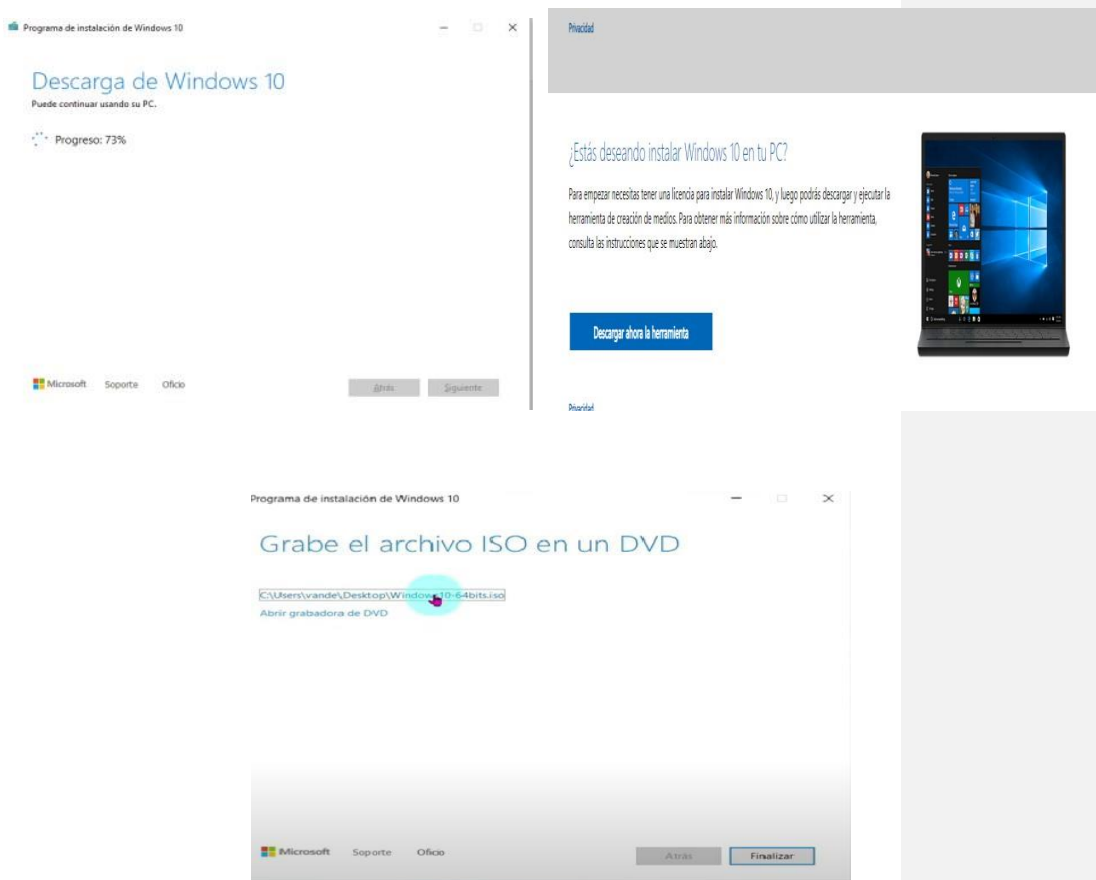 Programa de instalación de Windows 10
Descarga de Windows 10
Puede continuar usando su PC.
Progreso: 73%
Microsoft Soporte Oficio
Atrás Siguiente
Privacidad
¿Estás deseando instalar Windows 10 en tu PC?
Para empezar necesitas tener una licencia para instalar Windows 10, y luego podrás descargar y ejecutar la
herramienta de creación de medios. Para obtener más información sobre cómo utilizar la herramienta,
consulta las instrucciones que se muestran abajo.
Descargar ahora la herramienta
Privacidad
Programa de instalación de Windows 10
Grabe el archivo ISO en un DVD
C:\Users\vande\Desktop\Windows10-64bits.iso
Abrir grabadora de DVD
Microsoft Soporte Oficio
Atrás Finalizar